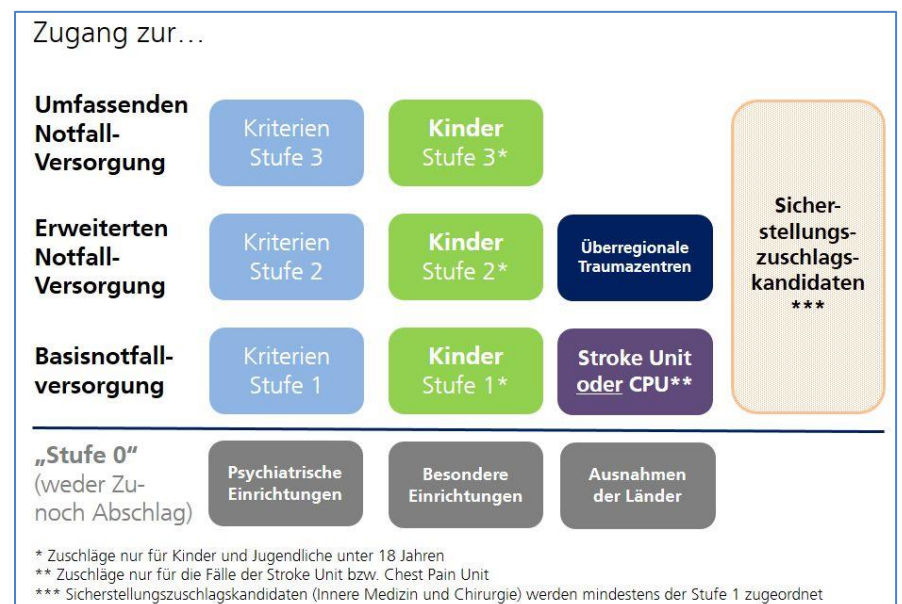 Zugang zur...
Umfassenden
Notfall-
Versorgung
Kriterien
Stufe 3
Kinder
Stufe 3*
Erweiterten
Notfall-
Versorgung
Kriterien
Stufe 2
Kinder
Stufe 2*
Überregionale
Traumazentren
Sicher-
stellungs-
zuschlags-
kandidaten
***
Basisnotfall-
versorgung
Kriterien
Stufe 1
Kinder
Stufe 1*
Stroke Unit
oder CPU**
„Stufe 0“
(weder Zu-
noch Abschlag)
Psychiatrische
Einrichtungen
Besondere
Einrichtungen
Ausnahmen
der Länder
* Zuschläge nur für Kinder und Jugendliche unter 18 Jahren
** Zuschläge nur für die Fälle der Stroke Unit bzw. Chest Pain Unit
*** Sicherstellungszuschlagskandidaten (Innere Medizin und Chirurgie) werden mindestens der Stufe 1 zugeordnet